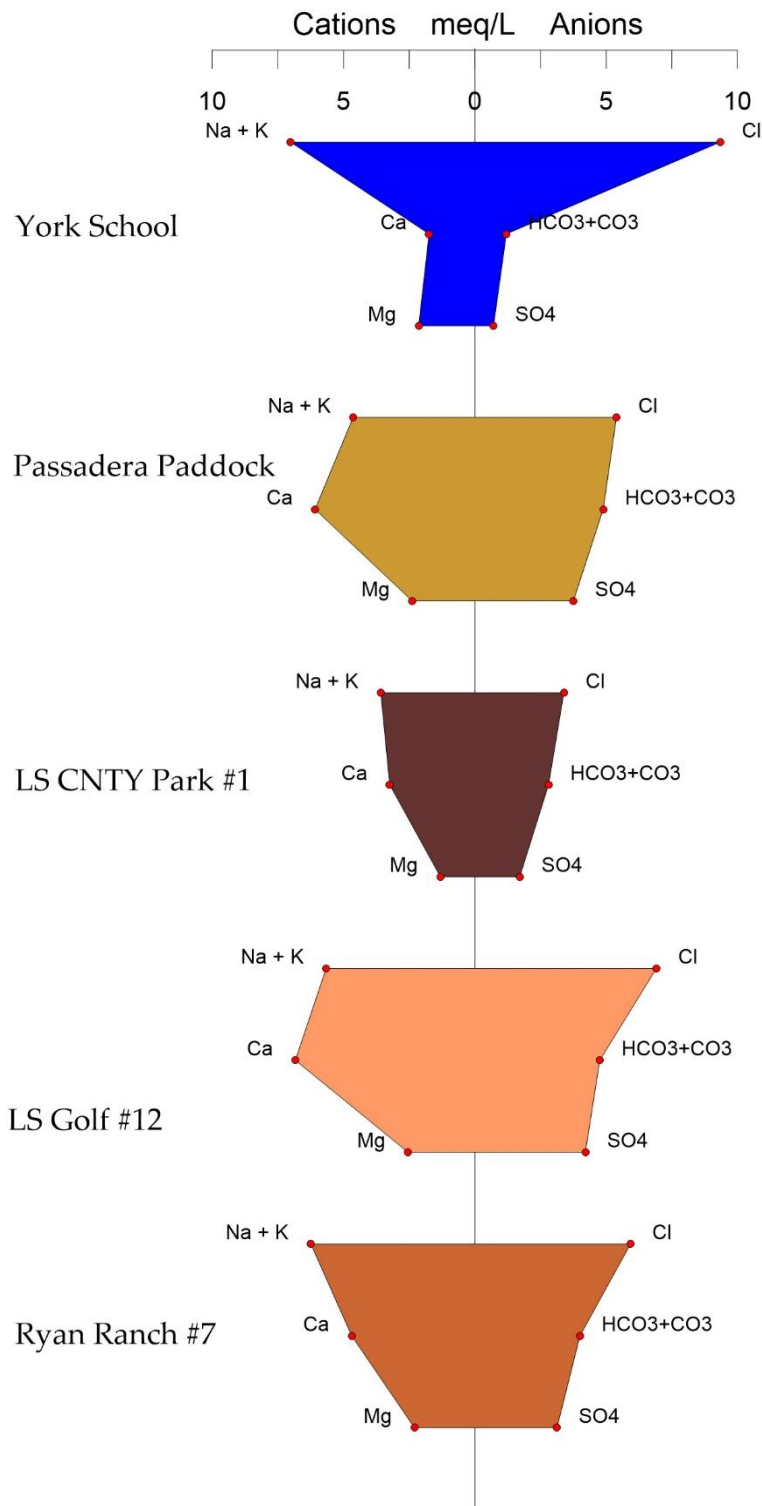 Cations meq/L Anions
10 5 0 5 10
Na + K Cl
York School
Ca HCO3+CO3
Mg SO4
Na + K Cl
Passadera Paddock
Ca HCO3+CO3
Mg SO4
Na + K Cl
LS CNTY Park #1
Ca HCO3+CO3
Mg SO4
Na + K Cl
Ca HCO3+CO3
LS Golf #12
Mg SO4
Na + K Cl
Ryan Ranch #7
Ca HCO3+CO3
Mg SO4